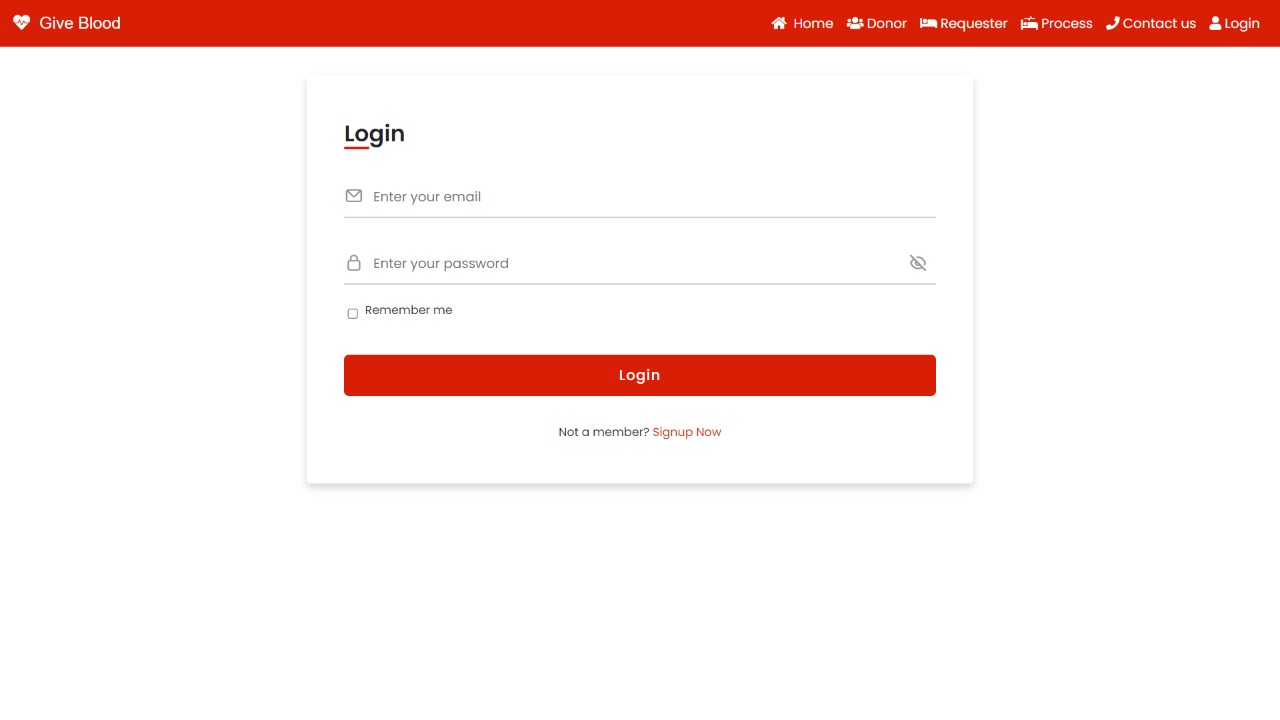 Give Blood
Home Donor Requester Process Contact us Login
Login
Enter your email
Enter your password
Remember me
Login
Not a member? Signup Now